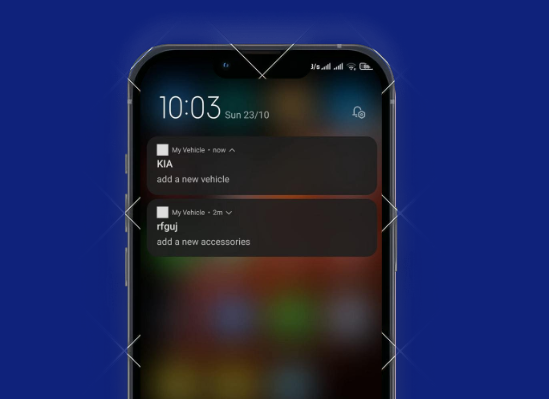 10:03 Sun 23/10
My Vehicle • now
KIA
add a new vehicle
My Vehicle • 2m
rfguj
add a new accessories